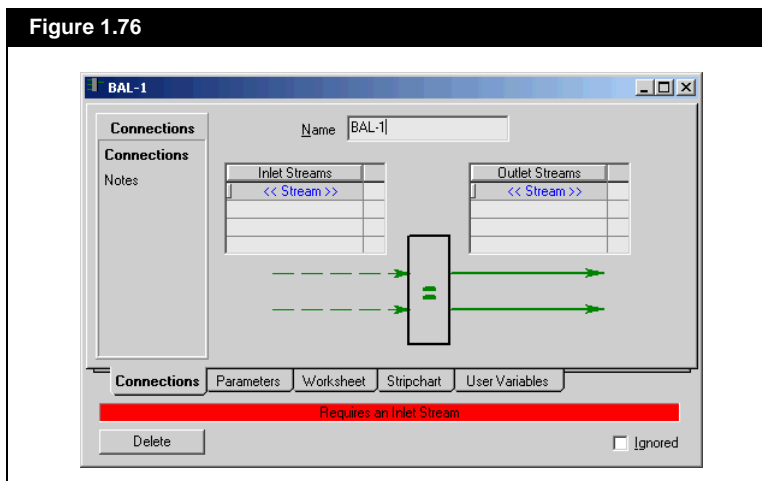 Figure 1.76
BAL-1
Connections
Connections
Notes
Name BAL-1
Inlet Streams
<< Stream >>
Outlet Streams
<< Stream >>
=
Connections Parameters Worksheet Stripchart User Variables
Requires an Inlet Stream
Delete
Ignored